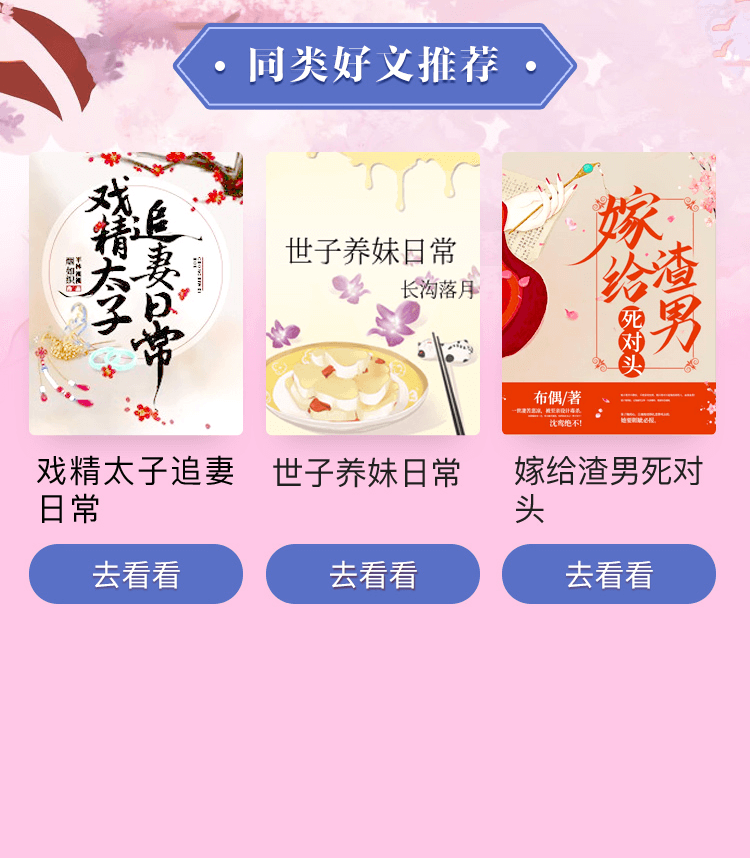 同类好文推荐
戏精太子
追妻日常
世子养妹日常
长沟落月
嫁给渣男
死对头
布偶/著
沈鸾绝不!
戏精太子追妻
日常
世子养妹日常
嫁给渣男死对
头
去看看
去看看
去看看